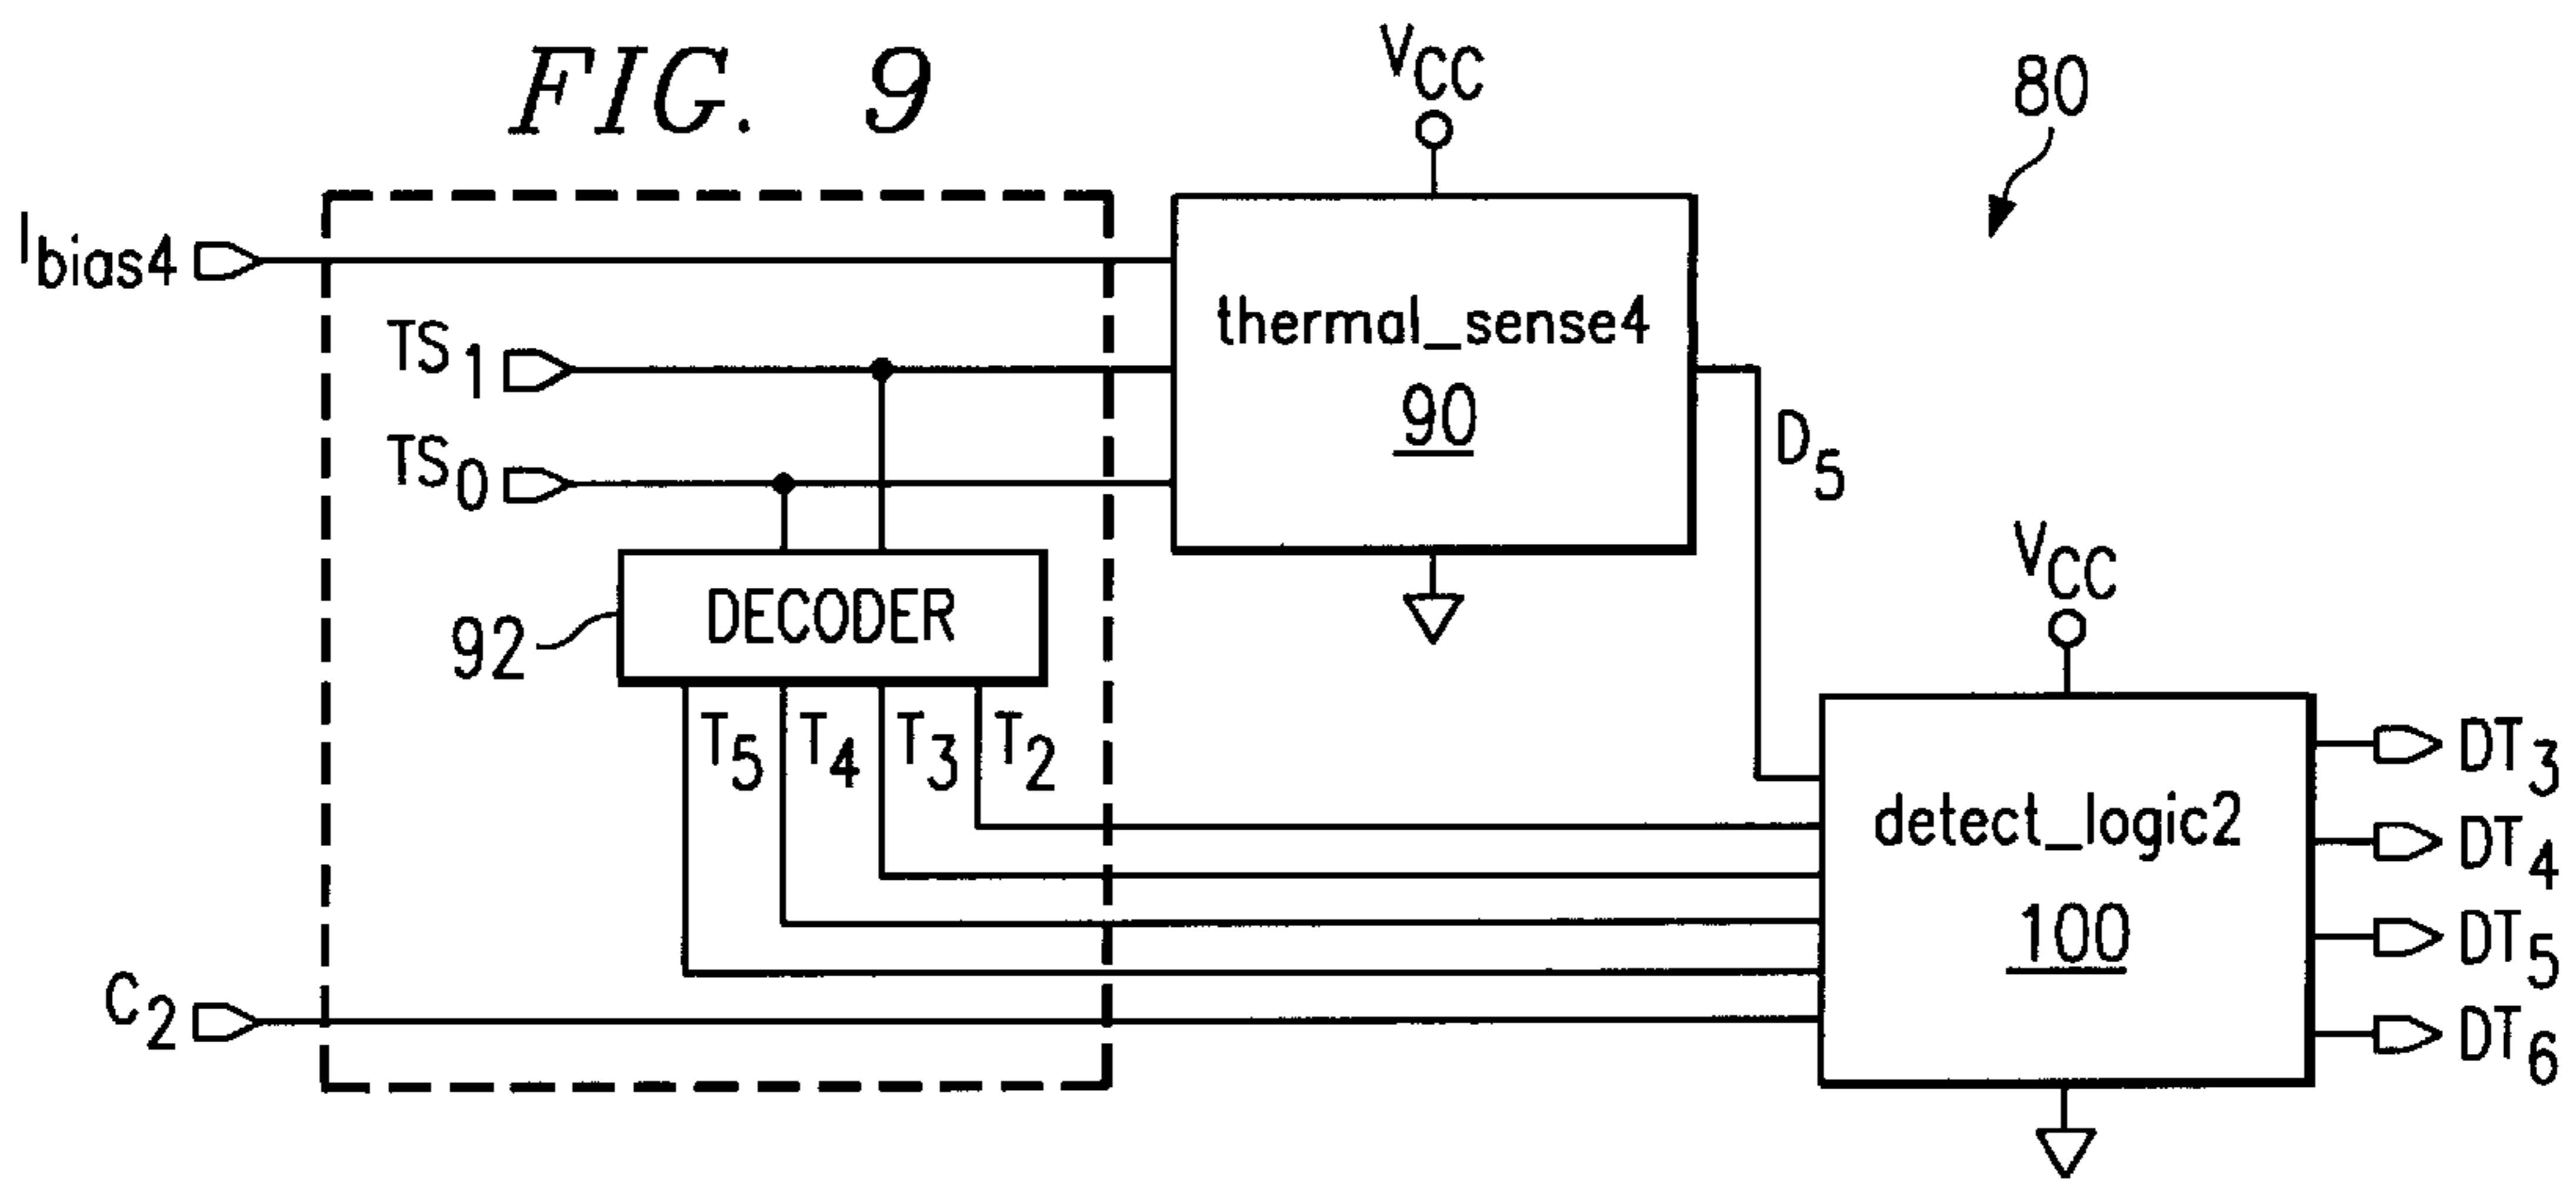 FIG. 9
VCC
80
Ibias4
TS1
TS0
thermal_sense4
90
D5
DECODER
92
T5 T4 T3 T2
VCC
detect_logic2
100
C2
DT3
DT4
DT5
DT6